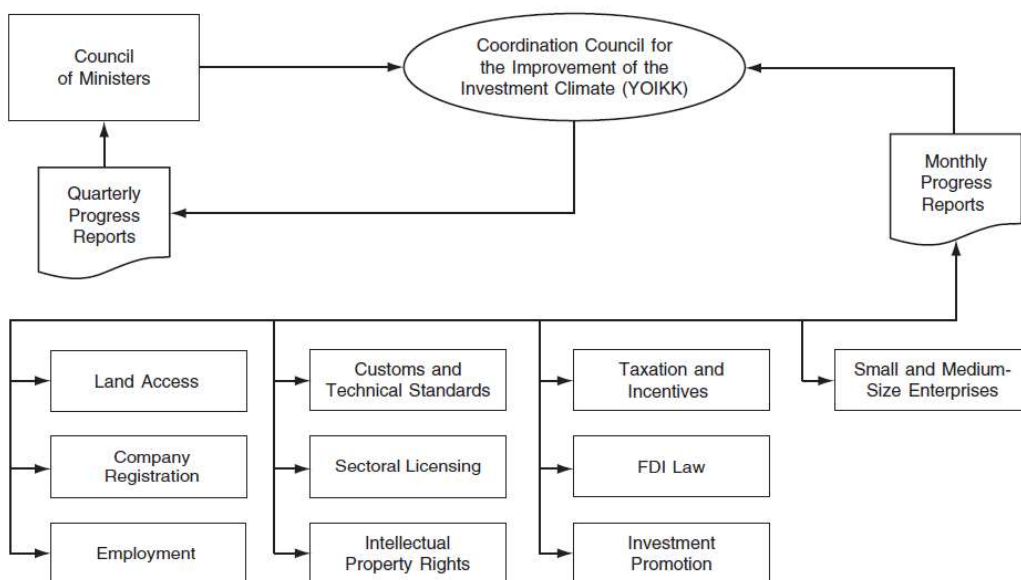 Council
of Ministers
Coordination Council for
the Improvement of the
Investment Climate (YOIKK)
Quarterly
Progress
Reports
Monthly
Progress
Reports
Land Access
Customs and
Technical Standards
Taxation and
Incentives
Small and Medium-
Size Enterprises
Company
Registration
Sectoral Licensing
FDI Law
Employment
Intellectual
Property Rights
Investment
Promotion